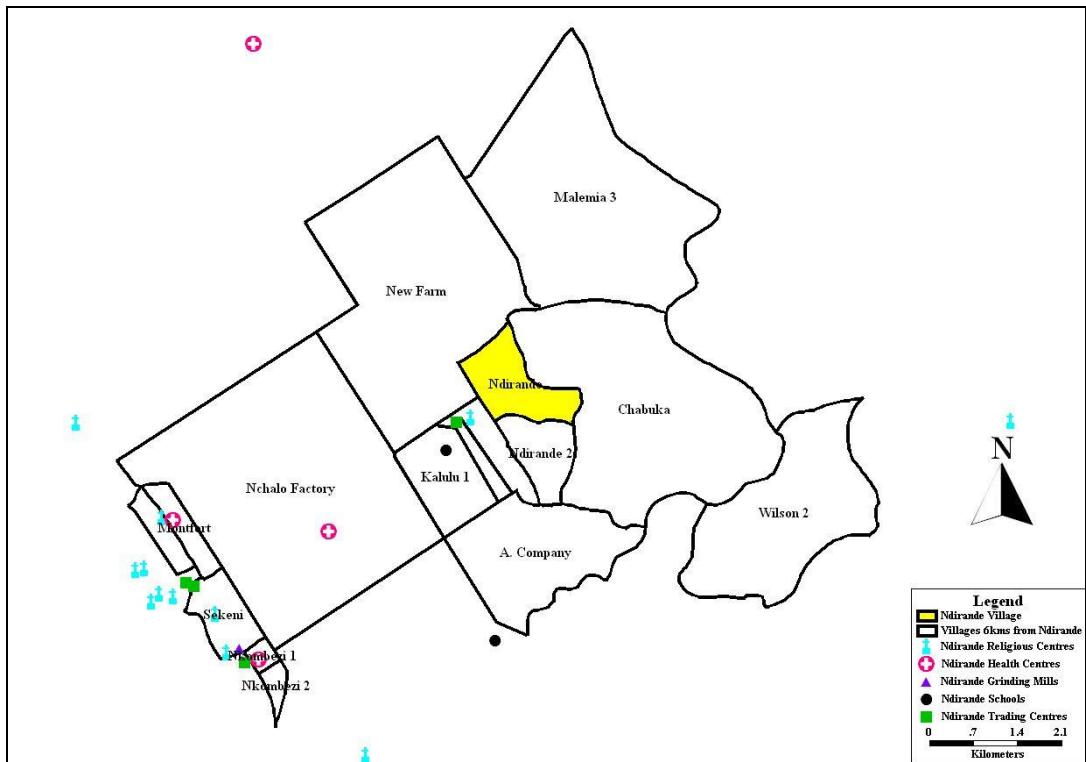 Malemia 3
New Farm
Ndirande
Chabuka
Ndirande 2
Kalulu 1
Nchalo Factory
Wilson 2
Montfort
A. Company
Sekeni
Nkombezi 1
Nkombezi 2
N
Legend
Ndirande Village
Villages 6kms from Ndirande
Ndirande Religious Centres
Ndirande Health Centres
Ndirande Grinding Mills
Ndirande Schools
Ndirande Trading Centres
0 .7 1.4 2.1
Kilometers